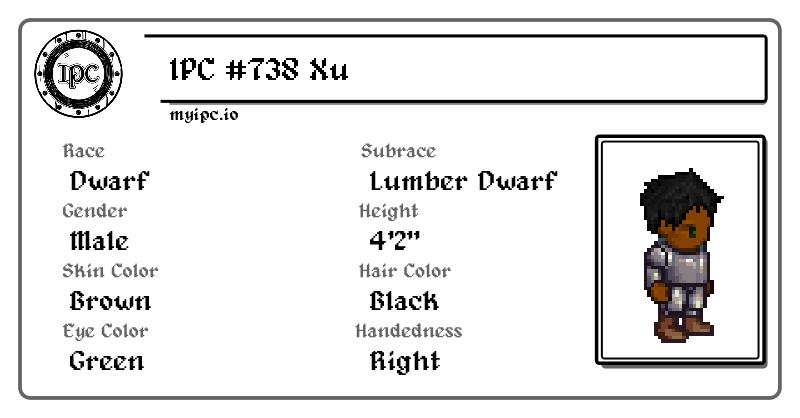 IPC
IPC #738 Xu
myipc.io
Race
Subrace
Dwarf
Lumber Dwarf
Gender
Height
Male
4'2"
Skin Color
Hair Color
Brown
Black
Eye Color
Handedness
Green
Right